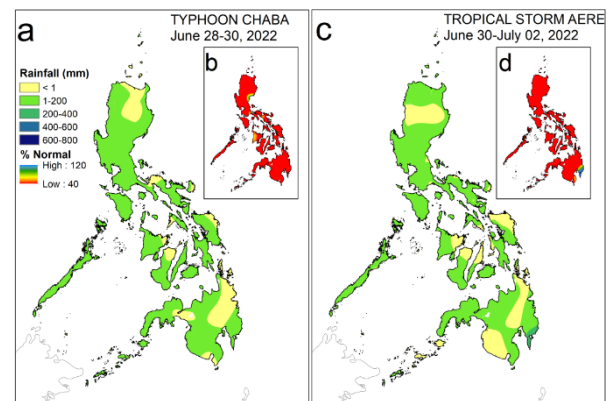 a
TYPHOON CHABA
June 28-30, 2022
b
Rainfall (mm)
< 1
1-200
200-400
400-600
600-800
% Normal
High : 120
Low : 40
c
TROPICAL STORM AERE
June 30-July 02, 2022
d